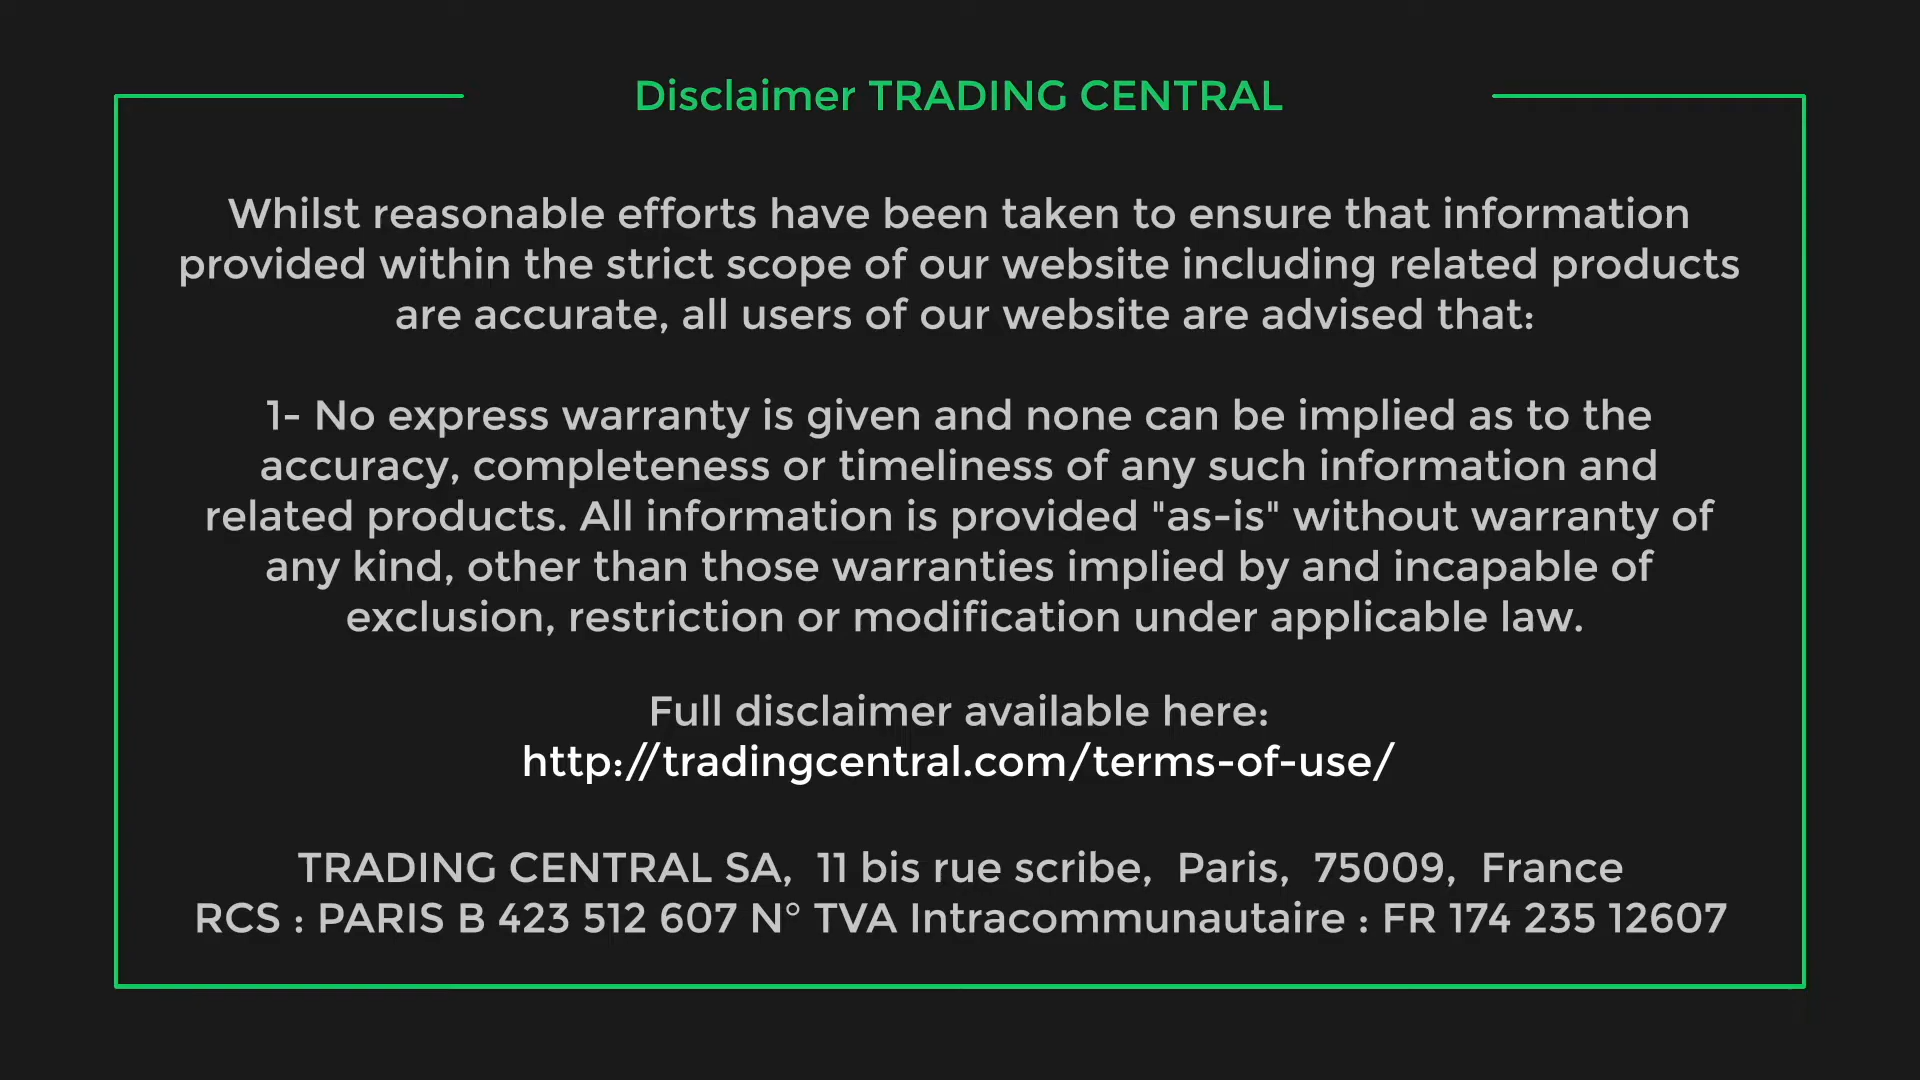 Disclaimer TRADING CENTRAL
Whilst reasonable efforts have been taken to ensure that information
provided within the strict scope of our website including related products
are accurate, all users of our website are advised that:
1- No express warranty is given and none can be implied as to the
accuracy, completeness or timeliness of any such information and
related products. All information is provided "as-is" without warranty of
any kind, other than those warranties implied by and incapable of
exclusion, restriction or modification under applicable law.
Full disclaimer available here:
http://tradingcentral.com/terms-of-use/
TRADING CENTRAL SA, 11 bis rue scribe, Paris, 75009, France
RCS : PARIS B 423 512 607 N° TVA Intracommunautaire : FR 174 235 12607